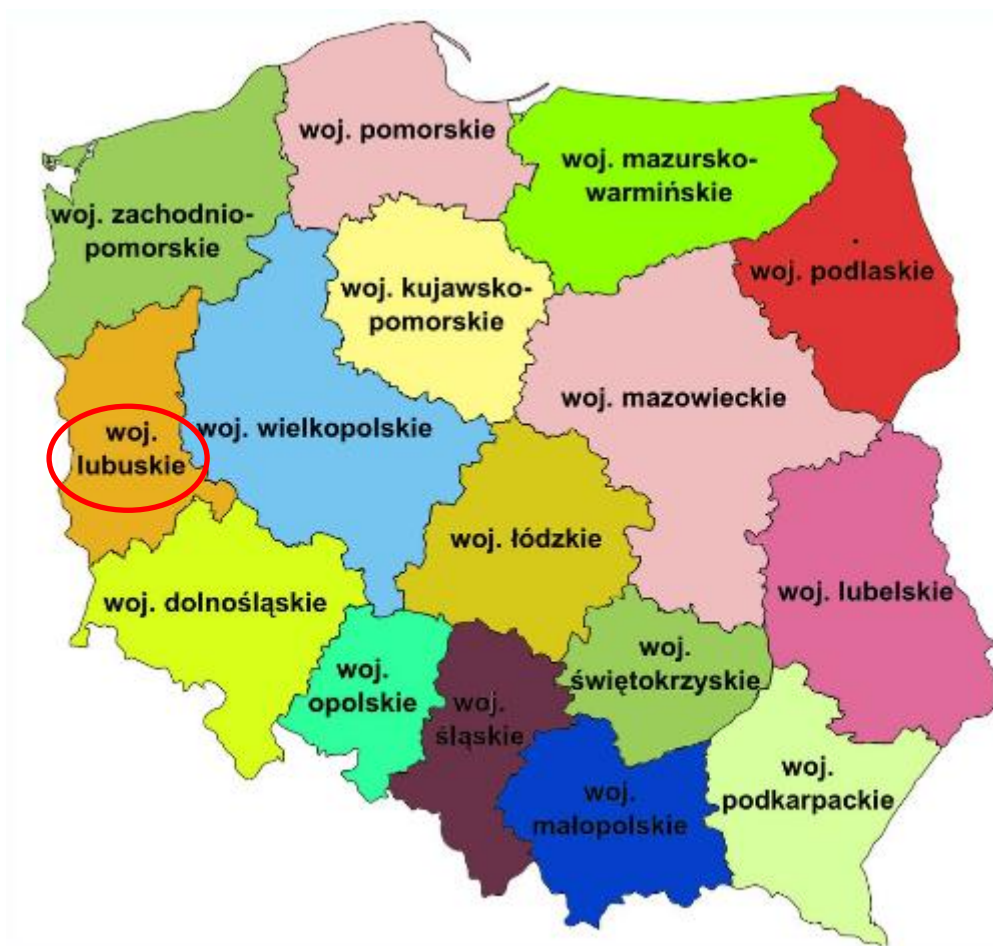 woj. pomorskie
woj. mazursko-
warmińskie
woj. zachodnio-
pomorskie
woj. podlaskie
woj. kujawsko-
pomorskie
woj. mazowieckie
woj.
lubuskie
woj. wielkopolskie
woj. łódzkie
woj. lubelskie
woj. dolnośląskie
woj.
opolskie
woj.
śląskie
woj.
świętokrzyskie
woj.
małopolskie
woj.
podkarpackie